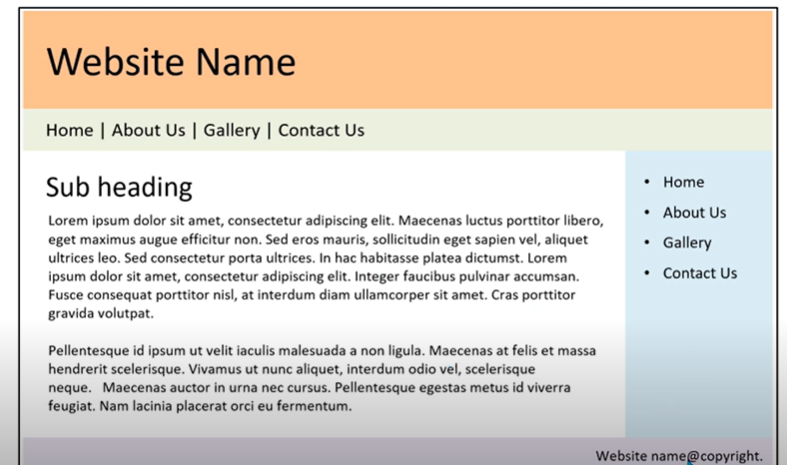 Website Name
Home | About Us | Gallery | Contact Us
Sub heading
Lorem ipsum dolor sit amet, consectetur adipiscing elit. Maecenas luctus porttitor libero,
eget maximus augue efficitur non. Sed eros mauris, sollicitudin eget sapien vel, aliquet
ultrices leo. Sed consectetur porta ultrices. In hac habitasse platea dictumst. Lorem
ipsum dolor sit amet, consectetur adipiscing elit. Integer faucibus pulvinar accumsan.
Fusce consequat porttitor nisl, at interdum diam ullamcorper sit amet. Cras porttitor
gravida volutpat.
Pellentesque id ipsum ut velit iaculis malesuada a non ligula. Maecenas at felis et massa
hendrerit scelerisque. Vivamus ut nunc aliquet, interdum odio vel, scelerisque
neque. Maecenas auctor in urna nec cursus. Pellentesque egestas metus id viverra
feugiat. Nam lacinia placerat orci eu fermentum.
• Home
• About Us
• Gallery
• Contact Us
Website name@copyright.